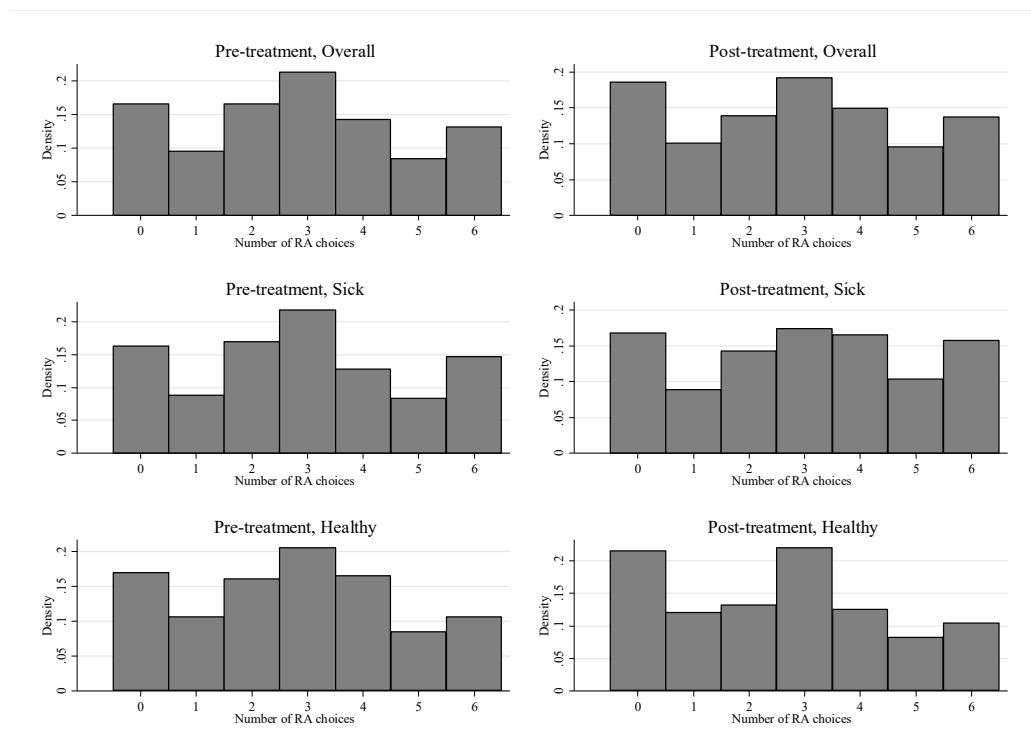 Pre-treatment, Overall
Density
0 .05 .1 .15 .2
0 1 2 3 4 5 6
Number of RA choices
Post-treatment, Overall
Density
0 .05 .1 .15 .2
0 1 2 3 4 5 6
Number of RA choices
Pre-treatment, Sick
Density
0 .05 .1 .15 .2
0 1 2 3 4 5 6
Number of RA choices
Post-treatment, Sick
Density
0 .05 .1 .15 .2
0 1 2 3 4 5 6
Number of RA choices
Pre-treatment, Healthy
Density
0 .05 .1 .15 .2
0 1 2 3 4 5 6
Number of RA choices
Post-treatment, Healthy
Density
0 .05 .1 .15 .2
0 1 2 3 4 5 6
Number of RA choices